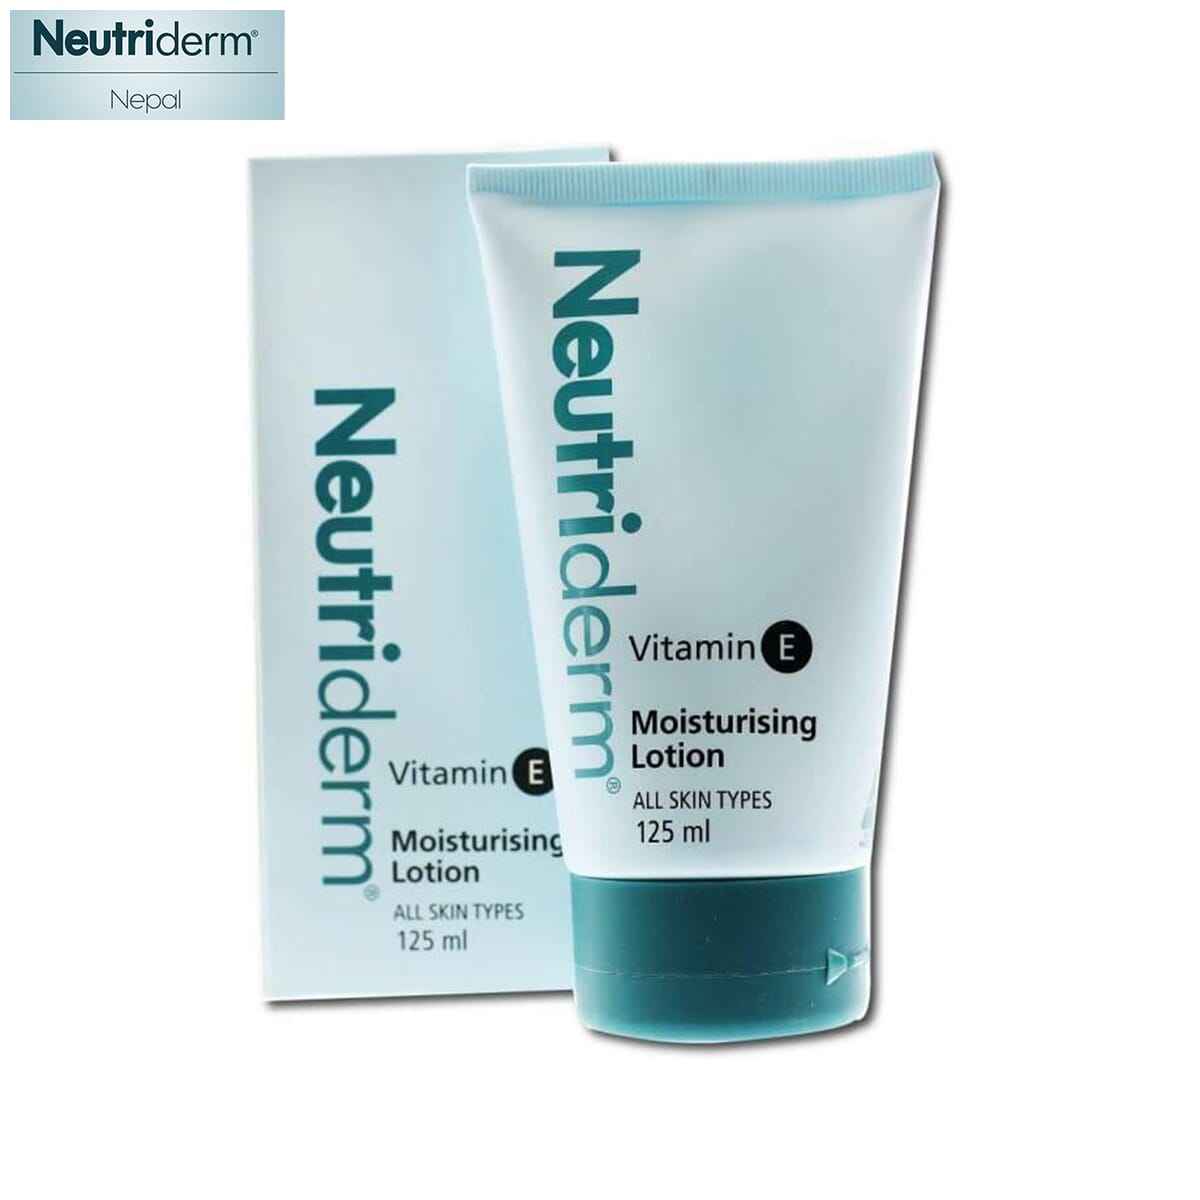 Neutriderm®
Nepal
Neutriderm®
Vitamin E
Moisturising
Lotion
ALL SKIN TYPES
125 ml
Neutriderm®
Vitamin E
Moisturising
Lotion
ALL SKIN TYPES
125 ml